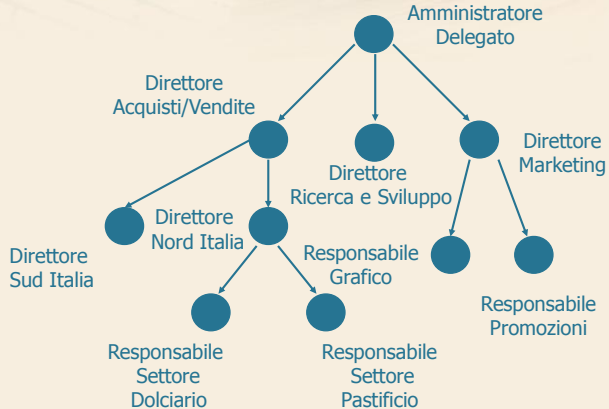 Amministratore
Delegato
Direttore
Acquisti/Vendite
Direttore
Marketing
Direttore
Ricerca e Sviluppo
Direttore
Nord Italia
Direttore
Sud Italia
Responsabile
Grafico
Responsabile
Promozioni
Responsabile
Settore
Dolciario
Responsabile
Settore
Pastificio